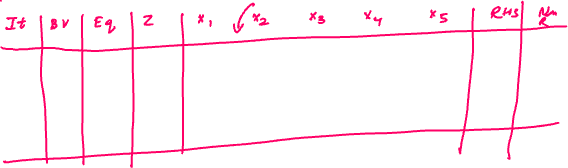 It BV Eq Z x₁ x₂ x₃ x₄ x₅ RHS
R